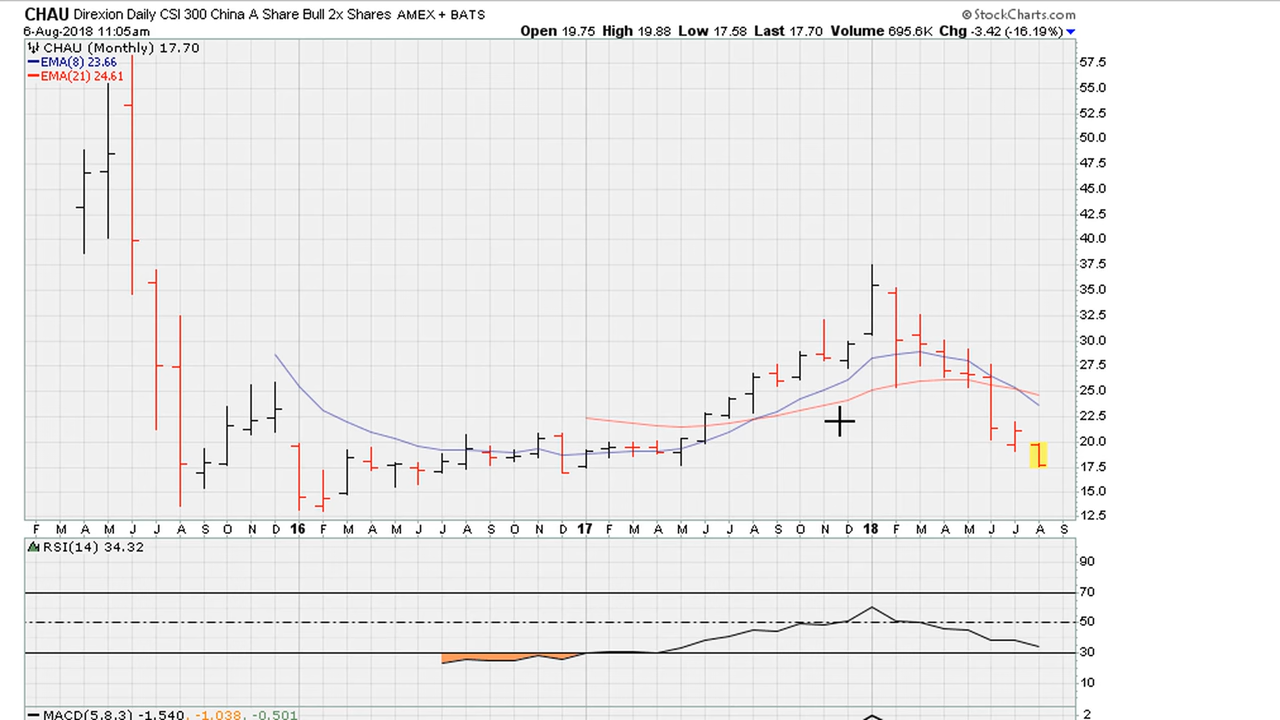 CHAU Direxion Daily CSI 300 China A Share Bull 2x Shares AMEX + BATS
© StockCharts.com
6-Aug-2018 11:05am
Open 19.75 High 19.88 Low 17.58 Last 17.70 Volume 695.6K Chg -3.42 (-16.19%)
CHAU (Monthly) 17.70
EMA(8) 23.66
EMA(21) 24.61
57.5
55.0
52.5
50.0
47.5
45.0
42.5
40.0
37.5
35.0
32.5
30.0
27.5
25.0
22.5
20.0
17.5
15.0
12.5
F M A M J J A S O N D 16 F M A M J J A S O N D 17 F M A M J J A S O N D 18 F M A M J J A S
RSI(14) 34.32
90
70
50
30
10
MACD(5,8,3) -1.540, -1.038, -0.501
2